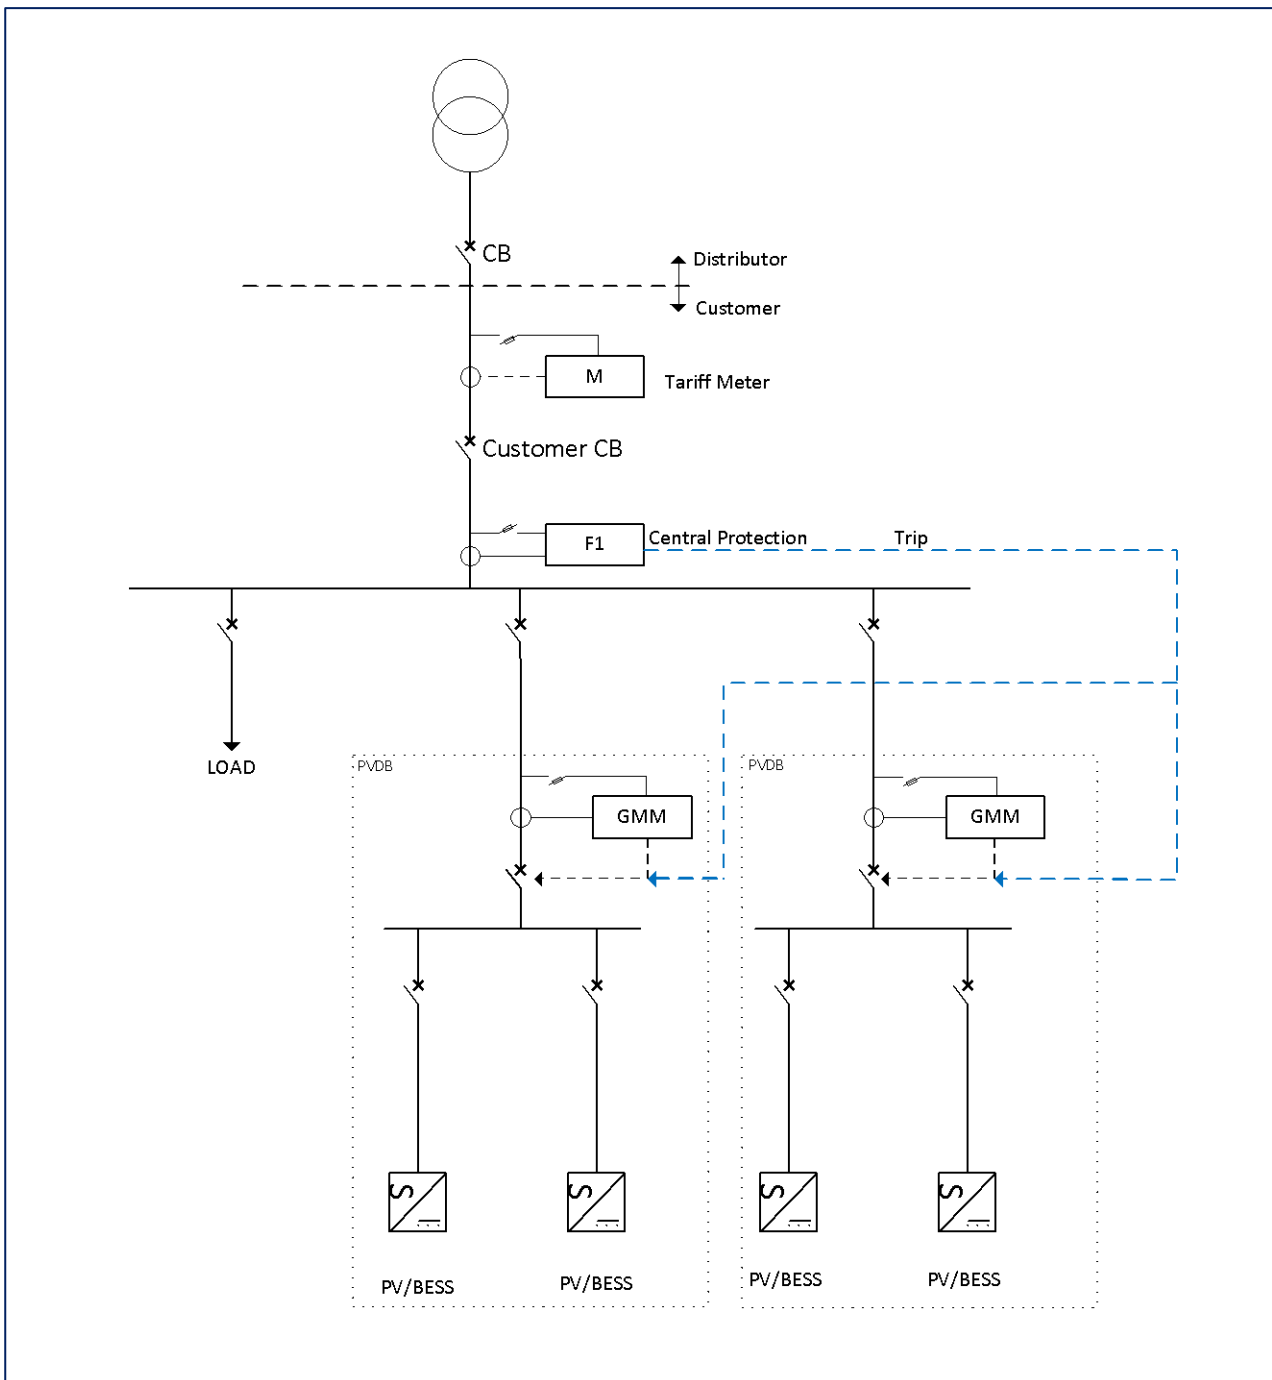 CB
Distributor
Customer
M
Tariff Meter
Customer CB
F1
Central Protection
Trip
LOAD
PVDB
PVDB
GMM
GMM
PV/BESS
PV/BESS
PV/BESS
PV/BESS